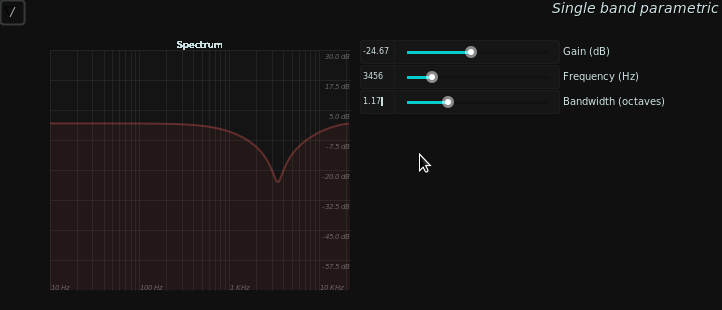 /
Single band parametric
Spectrum
30.0 dB
17.5 dB
5.0 dB
-7.5 dB
-20.0 dB
-32.5 dB
-45.0 dB
-57.5 dB
10 Hz
100 Hz
1 KHz
10 KHz
-24.67 Gain (dB)
3456 Frequency (Hz)
1.17 Bandwidth (octaves)